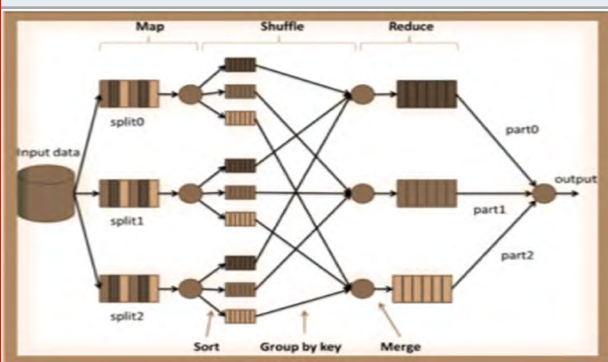 Map Shuffle Reduce
split0
part0
Input data
output
split1
part1
part2
split2
Sort Group by key Merge